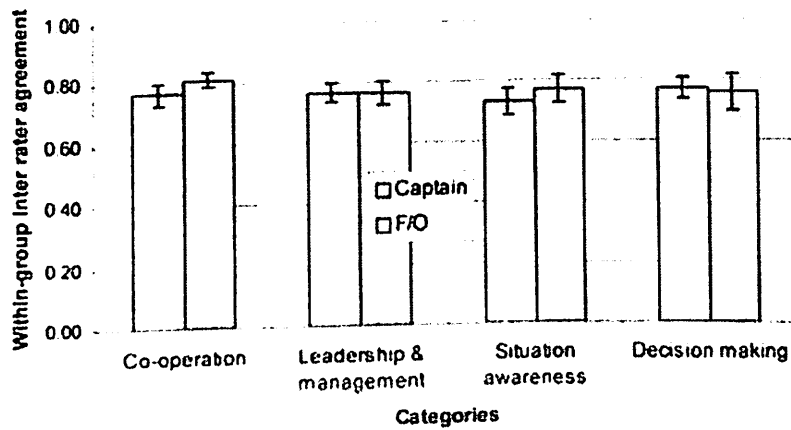 Within-group Inter rater agreement
1 00
0.80
0.60
0 40
0 20
0.00
Captain
F/O
Co-operation
Leadership &
management
Situation
awareness
Decision making
Categories